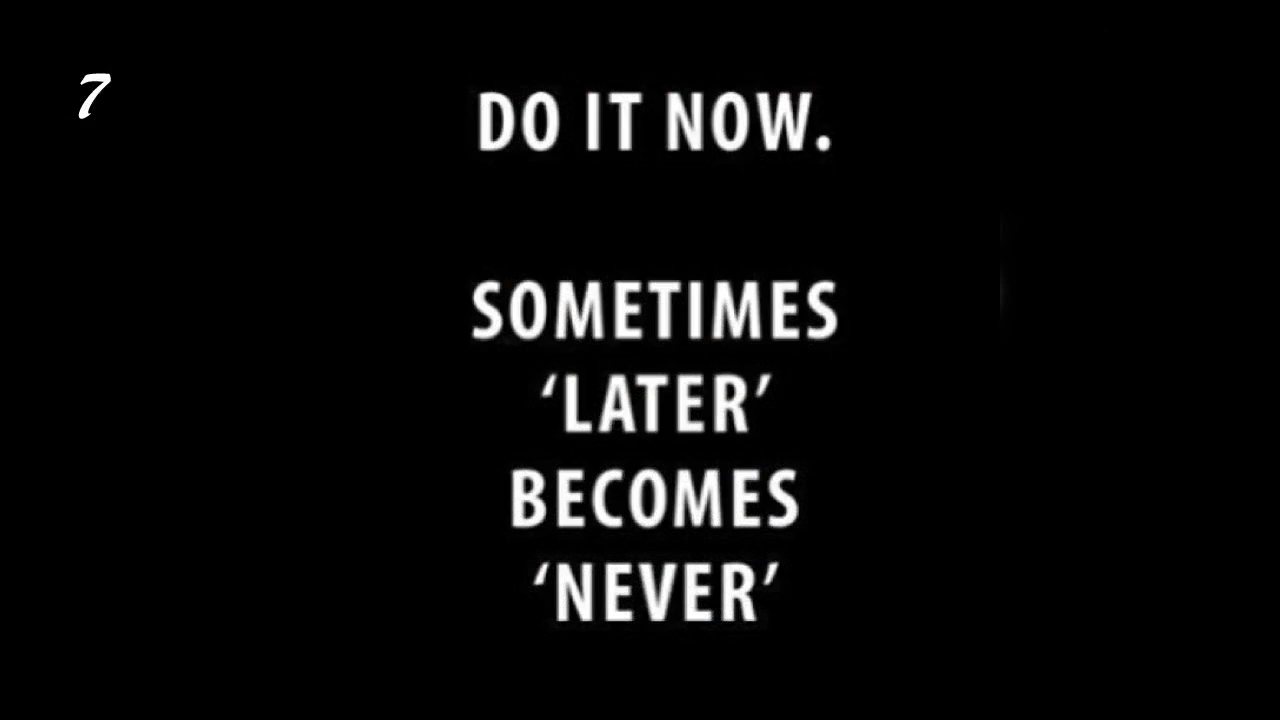 7
DO IT NOW.
SOMETIMES
‘LATER’
BECOMES
‘NEVER’